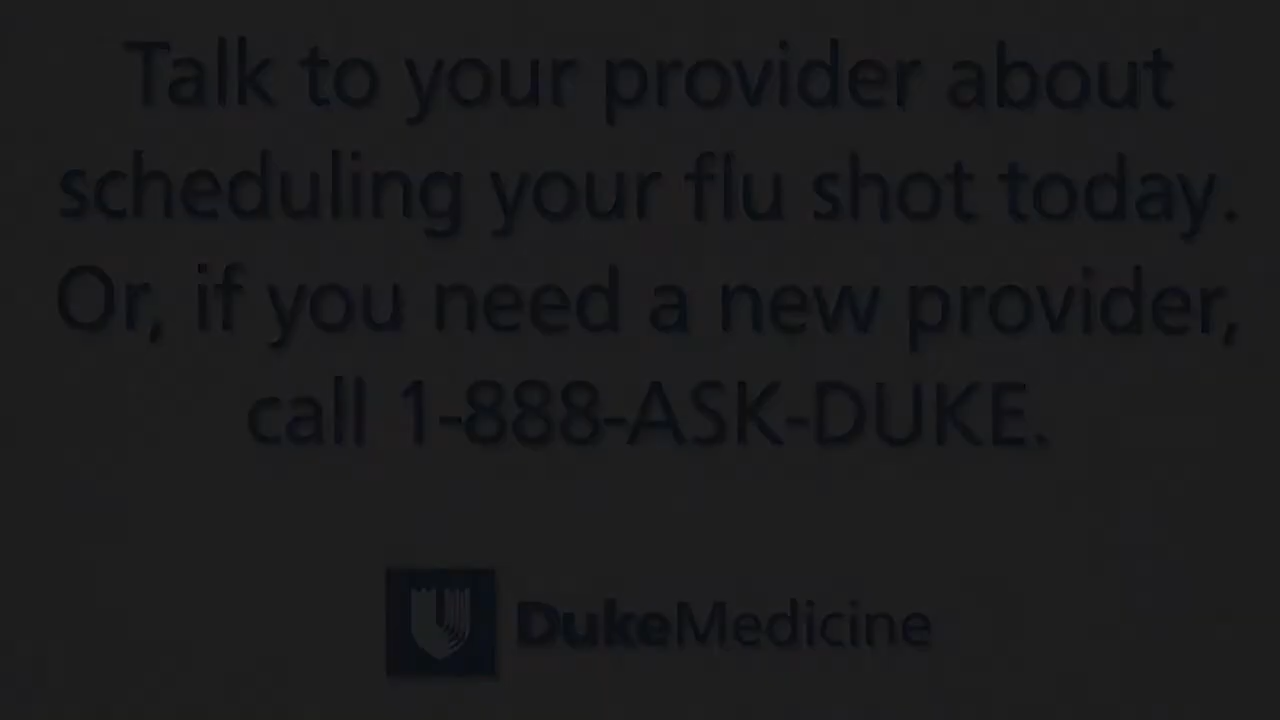 Talk to your provider about
scheduling your flu shot today.
Or, if you need a new provider,
call 1-888-ASK-DUKE.
DukeMedicine